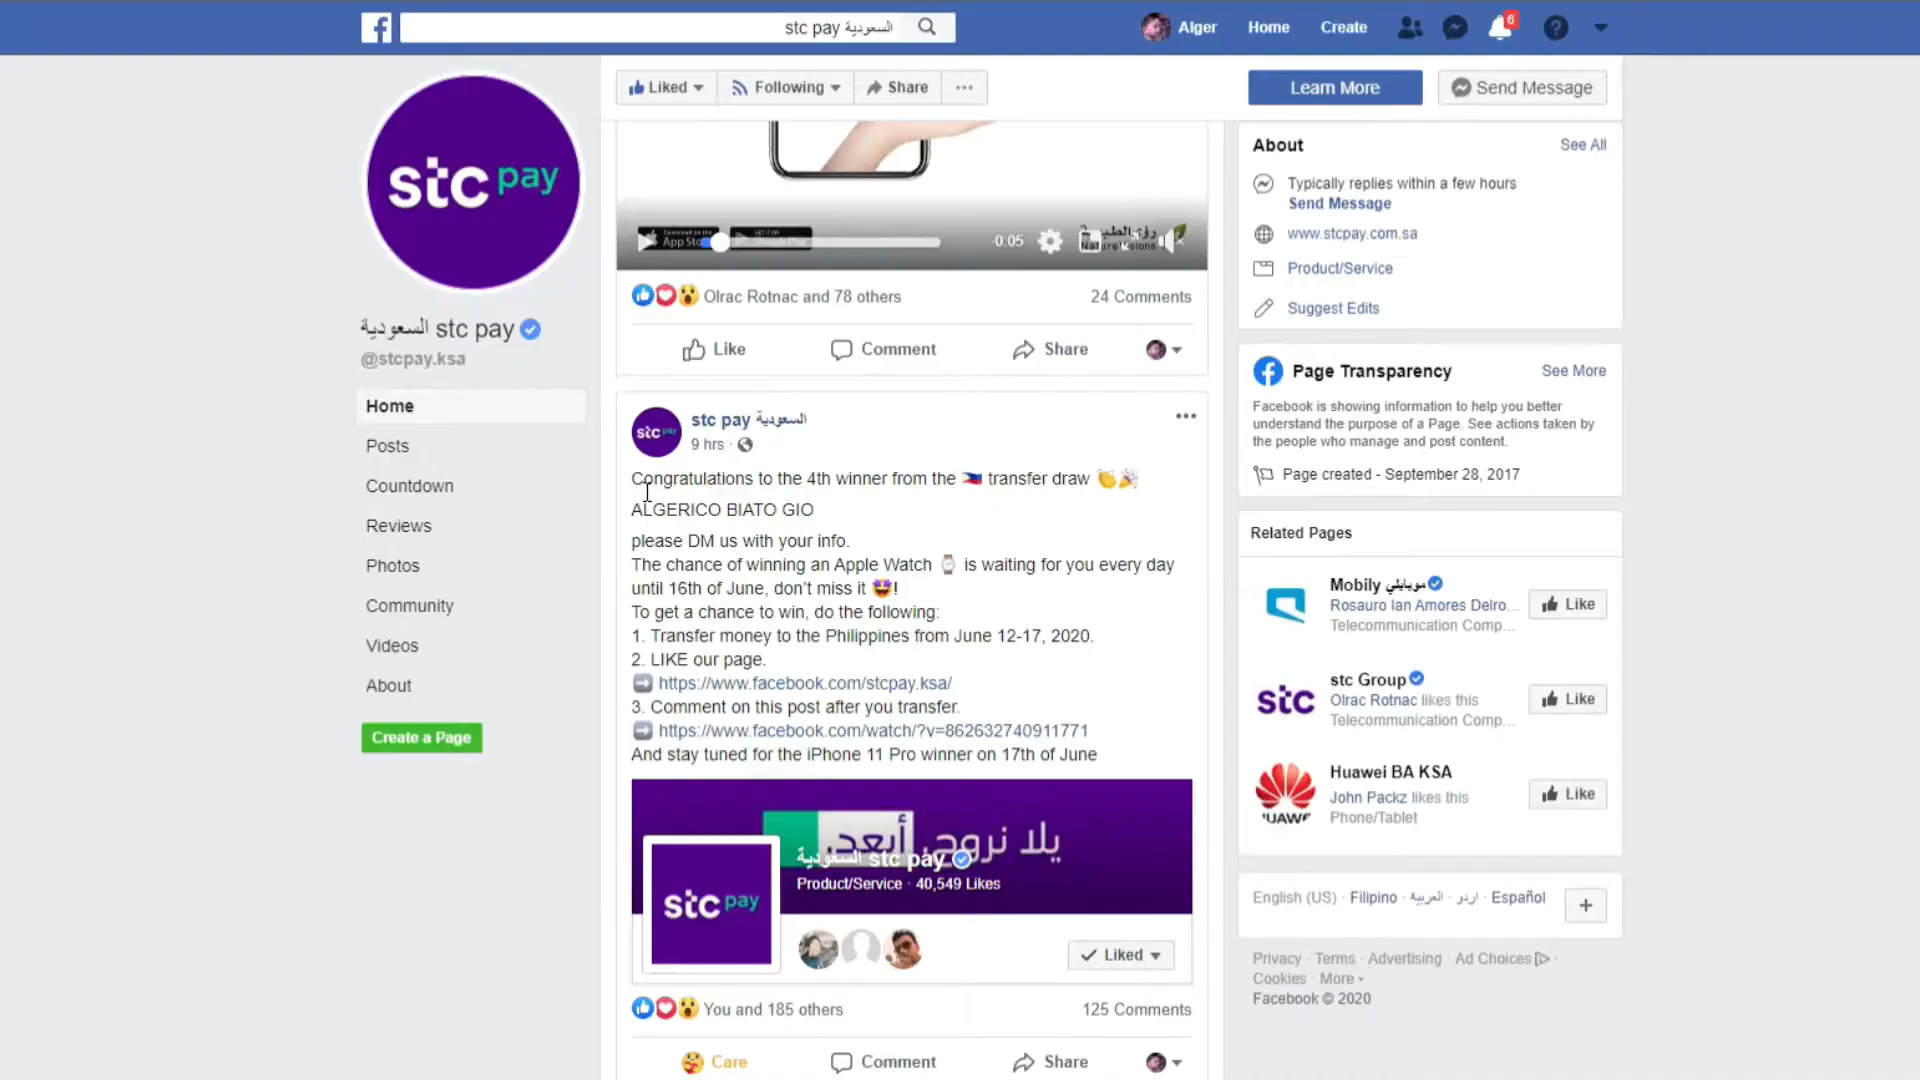 stc pay السعودية
Alger
Home
Create
6
stc pay
السعودية stc pay
@stcpay.ksa
Home
Posts
Countdown
Reviews
Photos
Community
Videos
About
Create a Page
Liked
Following
Share
...
Learn More
Send Message
App Sto
-0:05
Olrac Rotnac and 78 others
24 Comments
Like
Comment
Share
stc pay
stc pay السعودية
9 hrs ·
Congratulations to the 4th winner from the 🇵🇭 transfer draw 👏🎉
ALGERICO BIATO GIO
please DM us with your info.
The chance of winning an Apple Watch ⌚ is waiting for you every day
until 16th of June, don't miss it 🤩!
To get a chance to win, do the following:
1. Transfer money to the Philippines from June 12-17, 2020.
2. LIKE our page.
➡️ https://www.facebook.com/stcpay.ksa/
3. Comment on this post after you transfer.
➡️ https://www.facebook.com/watch/?v=862632740911771
And stay tuned for the iPhone 11 Pro winner on 17th of June
يلا نروح أبعد.
السعودية stc pay
Product/Service · 40,549 Likes
stc pay
Liked
You and 185 others
125 Comments
Care
Comment
Share
About
See All
Typically replies within a few hours
Send Message
www.stcpay.com.sa
Product/Service
Suggest Edits
Page Transparency
See More
Facebook is showing information to help you better
understand the purpose of a Page. See actions taken by
the people who manage and post content.
Page created - September 28, 2017
Related Pages
Mobily موبايلي
Rosauro Ian Amores Delro...
Telecommunication Comp...
Like
stc
stc Group
Olrac Rotnac likes this
Telecommunication Comp...
Like
Huawei BA KSA
John Packz likes this
Phone/Tablet
Like
English (US) · Filipino · العربية · اردو · Español
+
Privacy · Terms · Advertising · Ad Choices ·
Cookies · More
Facebook © 2020